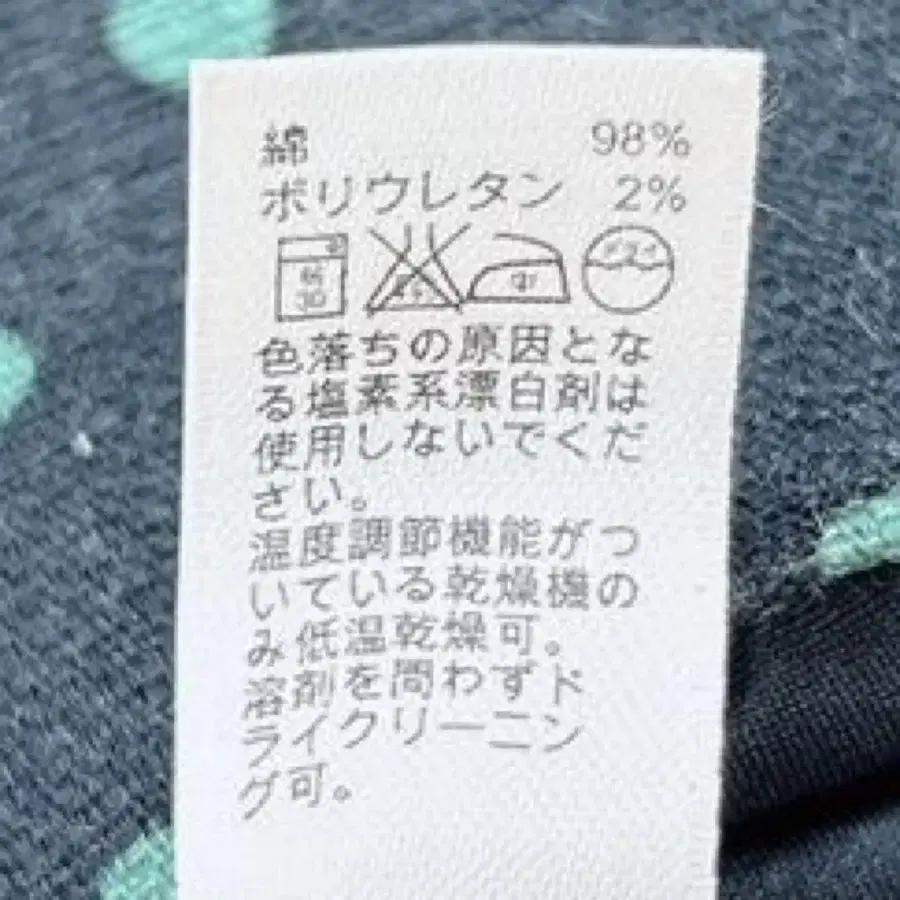 綿 98%
ポリウレタン 2%
30 中
色落ちの原因とな
る塩素系漂白剤は
使用しないでくだ
さい。
温度調節機能がつ
いている乾燥機の
み低温乾燥可。
溶剤を問わずド
ライクリーニン
グ可。